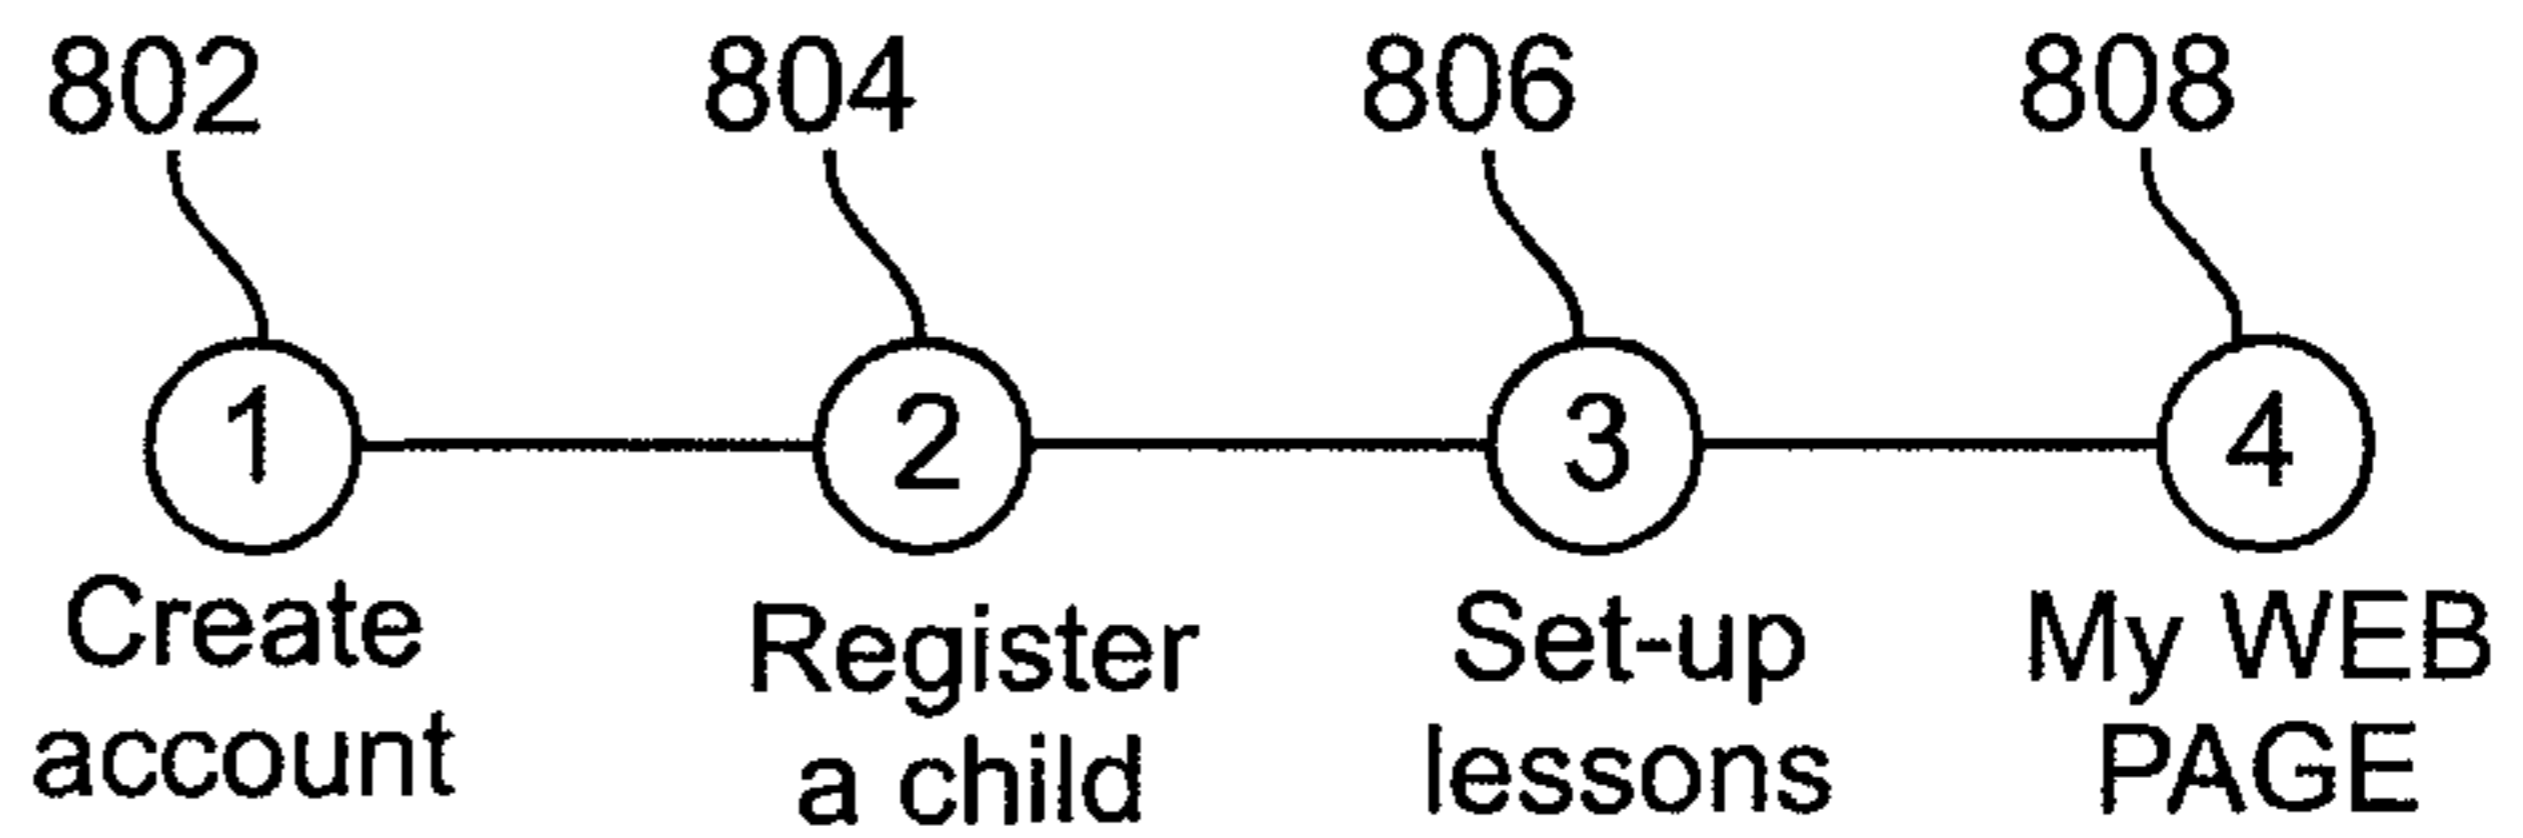 802 804 806 808
1 2 3 4
Create
account
Register
a child
Set-up
lessons
My WEB
PAGE